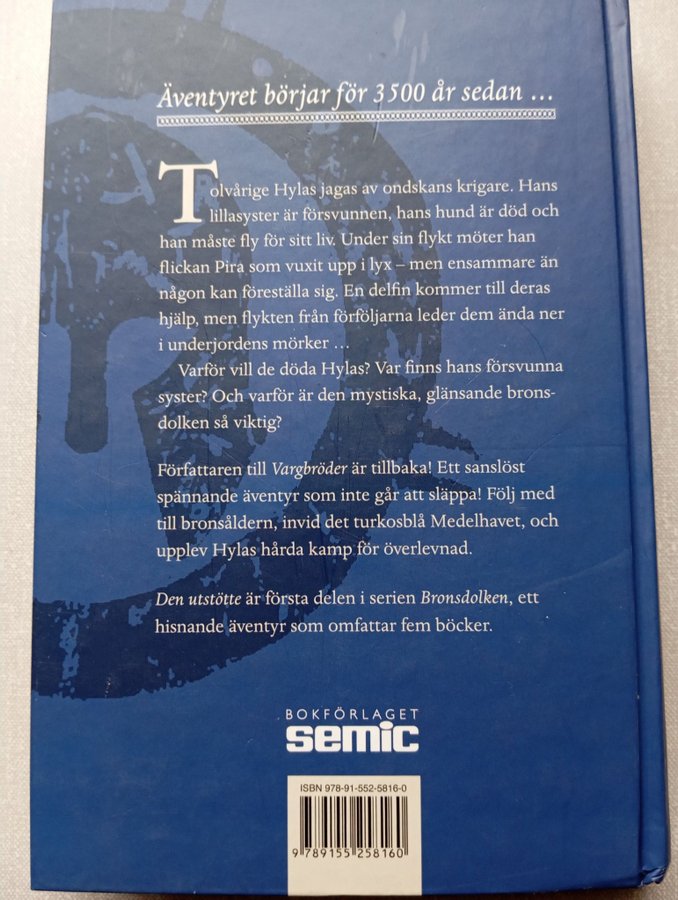 Äventyret börjar för 3500 år sedan ...
Tolvårige Hylas jagas av ondskans krigare. Hans
lillasyster är försvunnen, hans hund är död och
han måste fly för sitt liv. Under sin flykt möter han
flickan Pira som vuxit upp i lyx – men ensammare än
någon kan föreställa sig. En delfin kommer till deras
hjälp, men flykten från förföljarna leder dem ända ner
i underjordens mörker ...
Varför vill de döda Hylas? Var finns hans försvunna
syster? Och varför är den mystiska, glänsande brons-
dolken så viktig?
Författaren till Vargbröder är tillbaka! Ett sanslöst
spännande äventyr som inte går att släppa! Följ med
till bronsåldern, invid det turkosblå Medelhavet, och
upplev Hylas hårda kamp för överlevnad.
Den utstötte är första delen i serien Bronsdolken, ett
hisnande äventyr som omfattar fem böcker.
BOKFÖRLAGET
semic
ISBN 978-91-552-5816-0
9 789155 258160